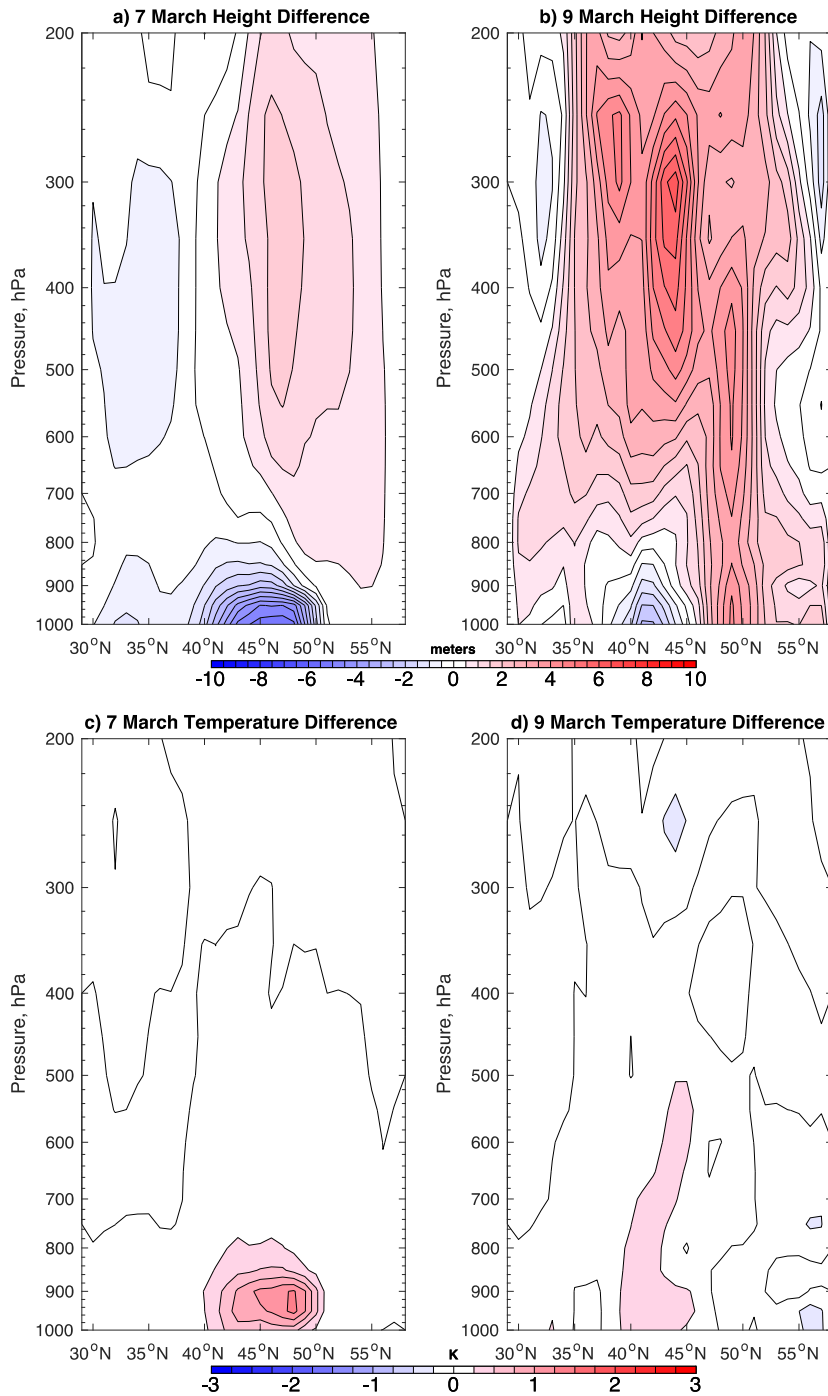 a) 7 March Height Difference
b) 9 March Height Difference
Pressure, hPa
200
300
400
500
600
700
800
900
1000
30°N 35°N 40°N 45°N 50°N 55°N
Pressure, hPa
200
300
400
500
600
700
800
900
1000
30°N 35°N 40°N 45°N 50°N 55°N
meters
-10 -8 -6 -4 -2 0 2 4 6 8 10
c) 7 March Temperature Difference
d) 9 March Temperature Difference
Pressure, hPa
200
300
400
500
600
700
800
900
1000
30°N 35°N 40°N 45°N 50°N 55°N
Pressure, hPa
200
300
400
500
600
700
800
900
1000
30°N 35°N 40°N 45°N 50°N 55°N
K
-3 -2 -1 0 1 2 3